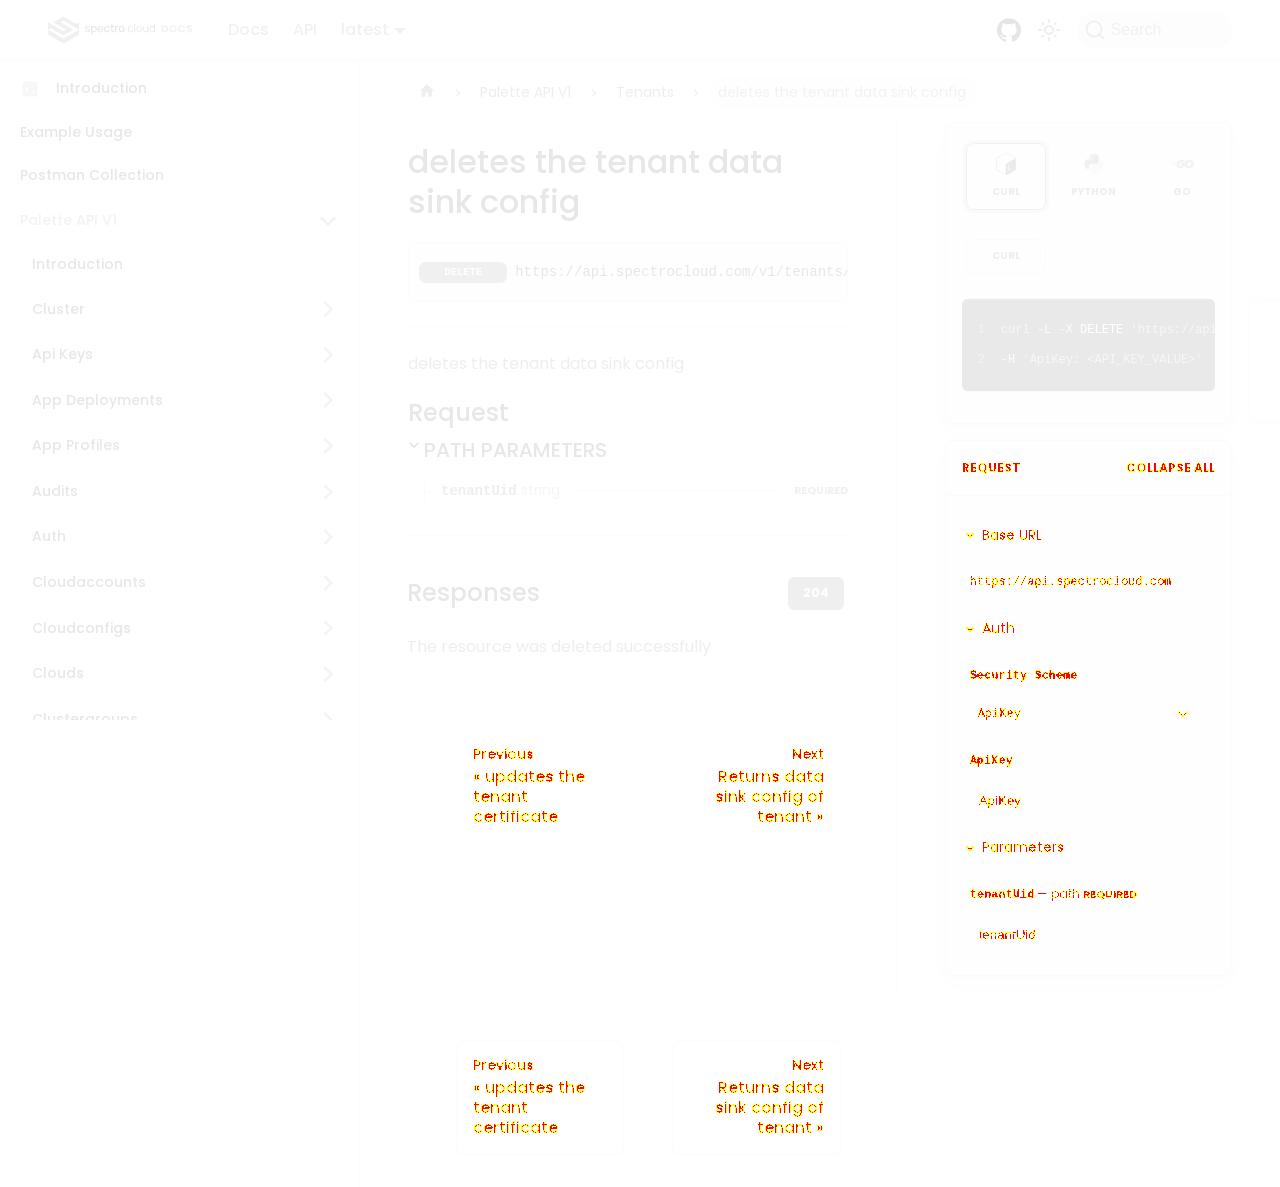 spectro cloud DOCS
Docs
API
latest
Search
Introduction
Example Usage
Postman Collection
Palette API V1
Introduction
Cluster
Api Keys
App Deployments
App Profiles
Audits
Auth
Cloudaccounts
Cloudconfigs
Clouds
Clustergroups
Palette API V1
Tenants
deletes the tenant data sink config
deletes the tenant data
sink config
DELETE https://api.spectrocloud.com/v1/tenants/
deletes the tenant data sink config
Request
PATH PARAMETERS
tenantUid string REQUIRED
Responses
204
The resource was deleted successfully
Previous
« updates the
tenant
certificate
Next
Returns data
sink config of
tenant »
Previous
« updates the
tenant
certificate
Next
Returns data
sink config of
tenant »
CURL
PYTHON
GO
CURL
1 curl -L -X DELETE 'https://api
2 -H 'ApiKey: <API_KEY_VALUE>'
REQUEST COLLAPSE ALL
Base URL
https://api.spectrocloud.com
Auth
Security Scheme
ApiKey
ApiKey
ApiKey
Parameters
tenantUid — path REQUIRED
tenantUid